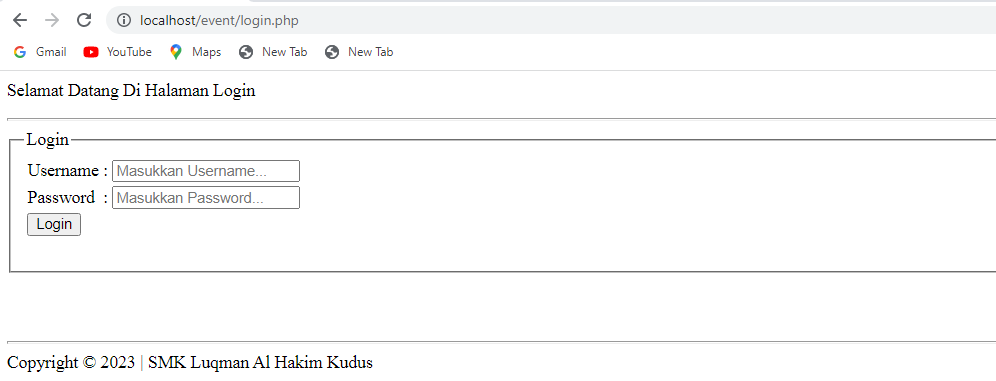 localhost/event/login.php
Gmail YouTube Maps New Tab New Tab
Selamat Datang Di Halaman Login
Login
Username : Masukkan Username...
Password : Masukkan Password...
Login
Copyright © 2023 | SMK Luqman Al Hakim Kudus